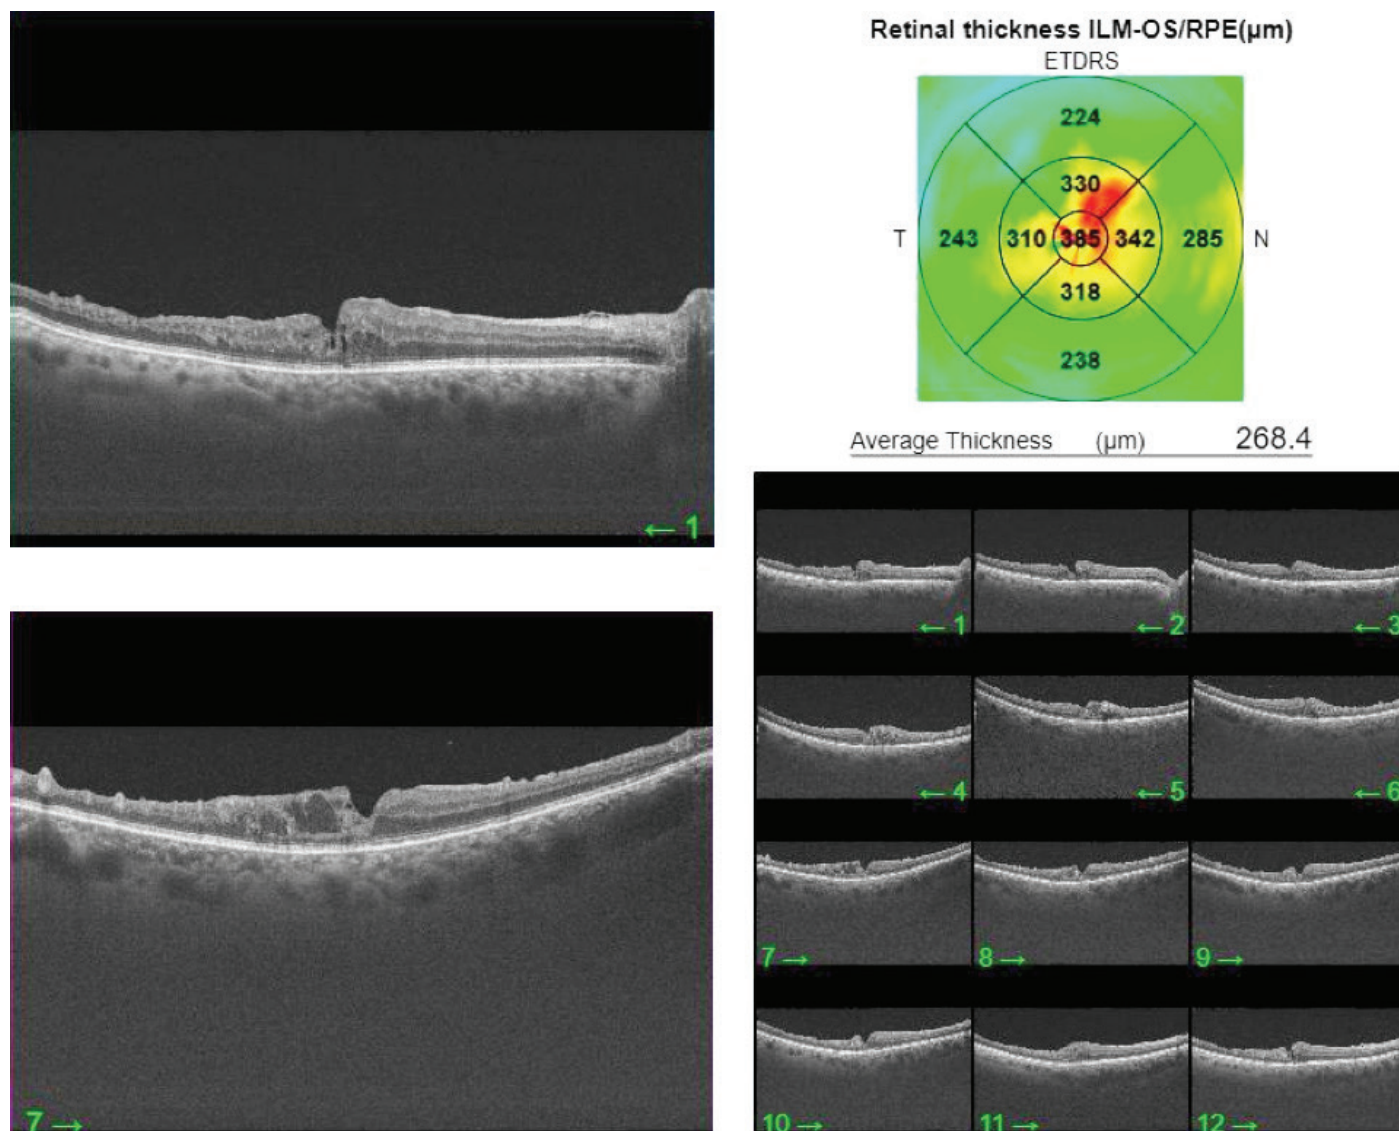 Retinal thickness ILM-OS/RPE(µm)
ETDRS
224
330
T 243 310 385 342 285 N
318
238
Average Thickness (µm) 268.4
← 1
← 1 ← 2 ← 3
← 4 ← 5 ← 6
7 → 8 → 9 →
10 → 11 → 12 →
7 →